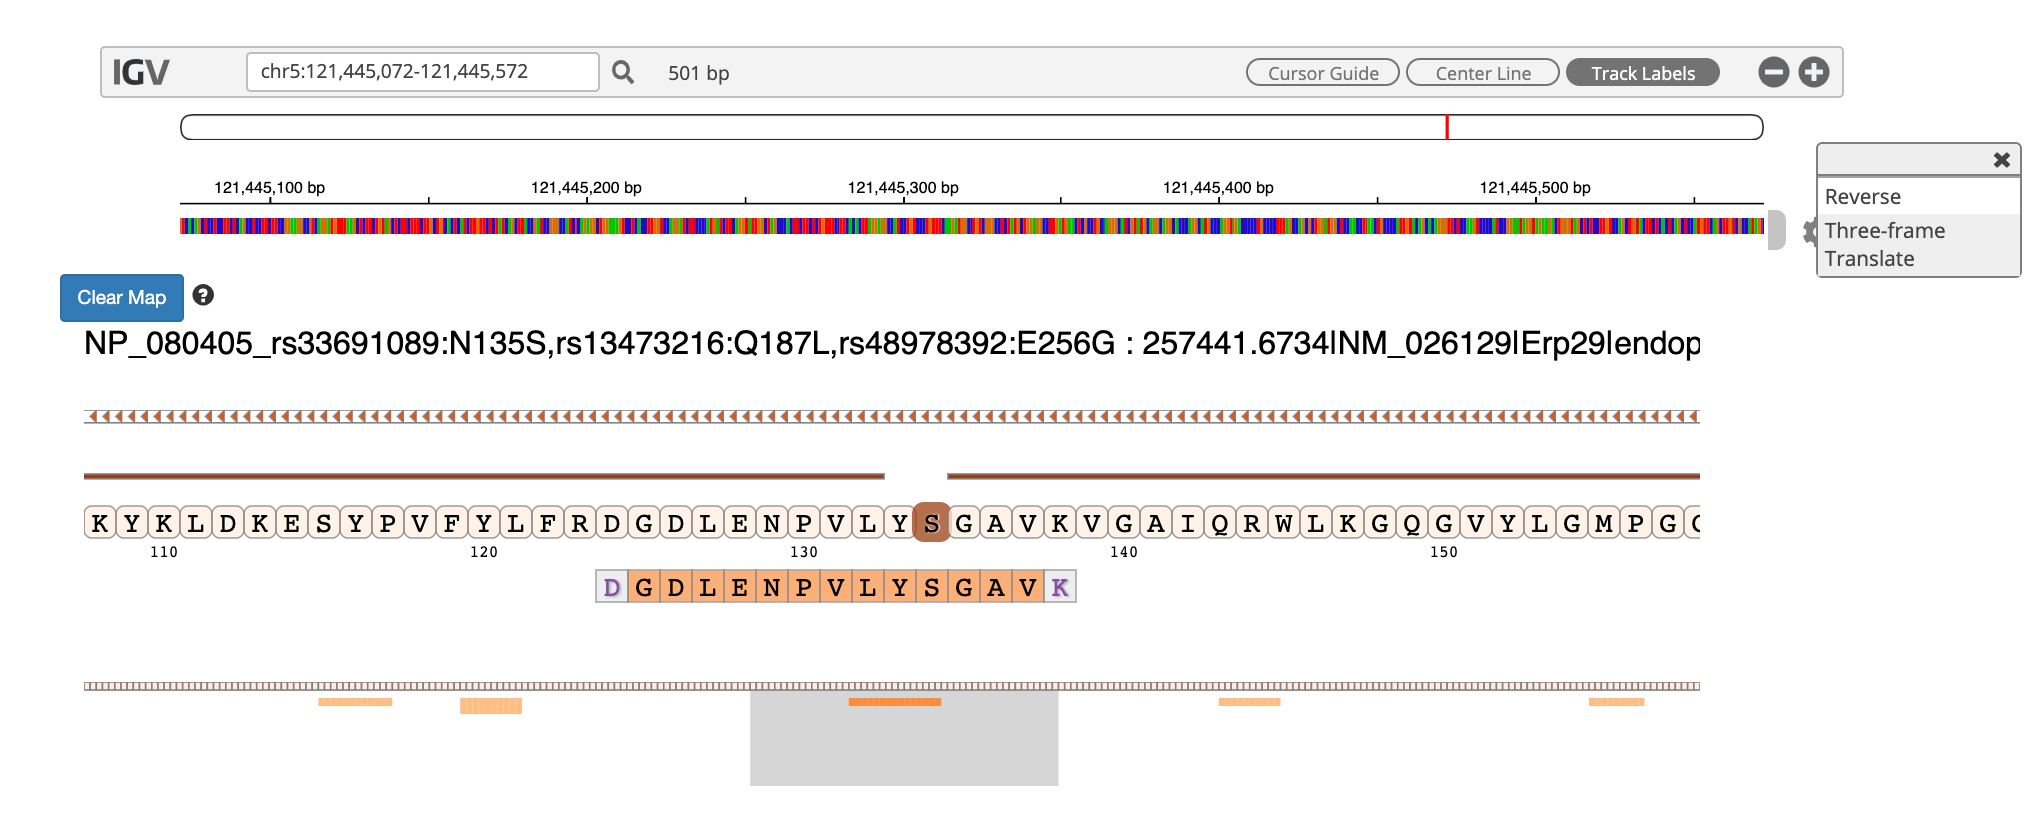 IGV chr5:121,445,072-121,445,572 501 bp Cursor Guide Center Line Track Labels
121,445,100 bp 121,445,200 bp 121,445,300 bp 121,445,400 bp 121,445,500 bp
Reverse
Three-frame
Translate
Clear Map ?
NP_080405_rs33691089:N135S,rs13473216:Q187L,rs48978392:E256G : 257441.6734|NM_026129|Erp29|endop
K Y K L D K E S Y P V F Y L F R D G D L E N P V L Y S G A V K V G A I Q R W L K G Q G V Y L G M P G
110 120 130 140 150
D G D L E N P V L Y S G A V K